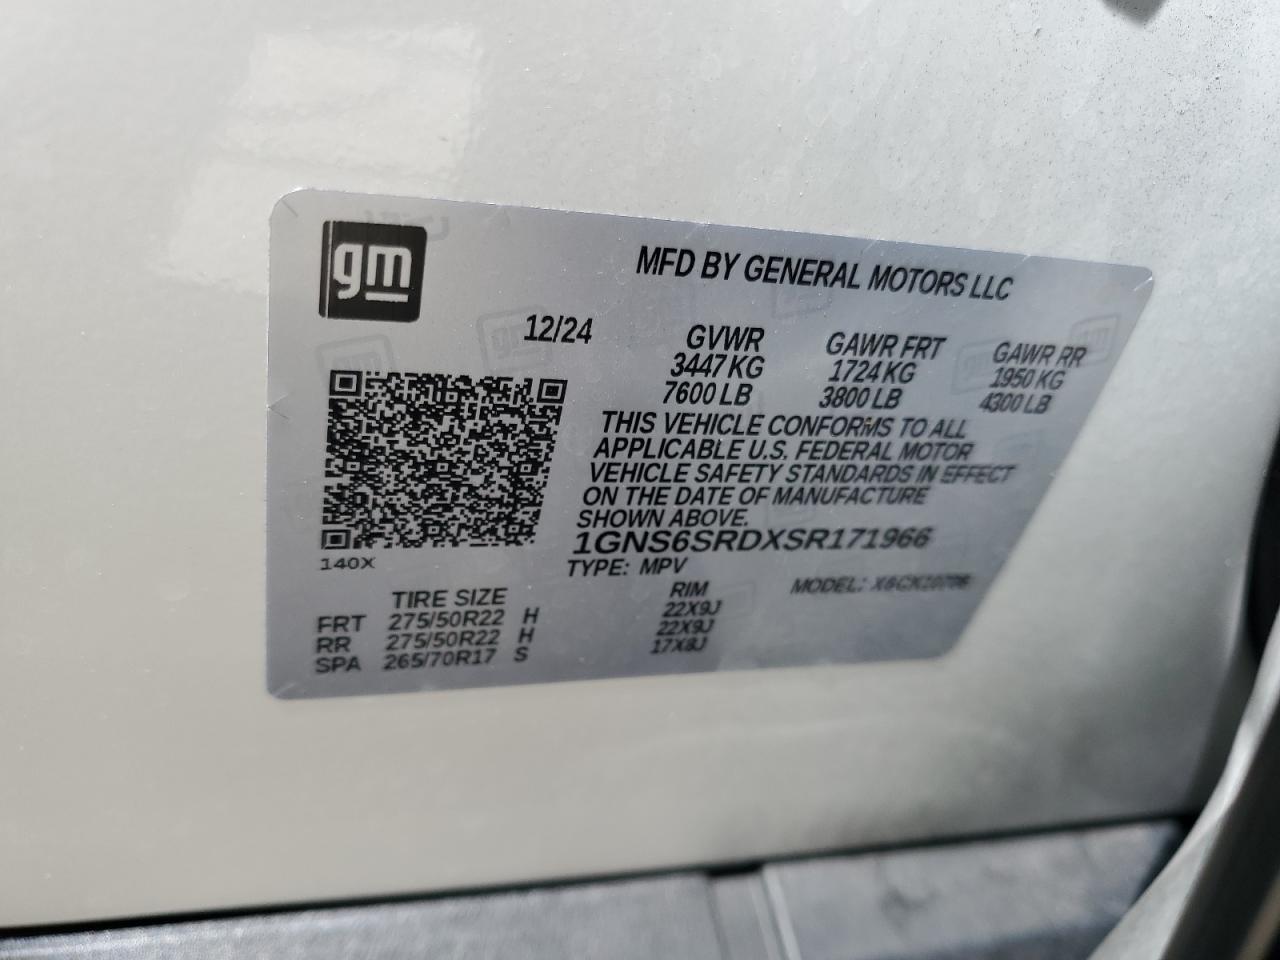 gm
MFD BY GENERAL MOTORS LLC
12/24 GVWR GAWR FRT GAWR RR
3447 KG 1724 KG 1950 KG
7600 LB 3800 LB 4300 LB
THIS VEHICLE CONFORMS TO ALL
APPLICABLE U.S. FEDERAL MOTOR
VEHICLE SAFETY STANDARDS IN EFFECT
ON THE DATE OF MANUFACTURE
SHOWN ABOVE.
1GNS6SRDXSR171966
140X
TYPE: MPV MODEL:
TIRE SIZE RIM
FRT 275/50R22 H 22X9J
RR 275/50R22 H 22X9J
SPA 265/70R17 S 17X8J